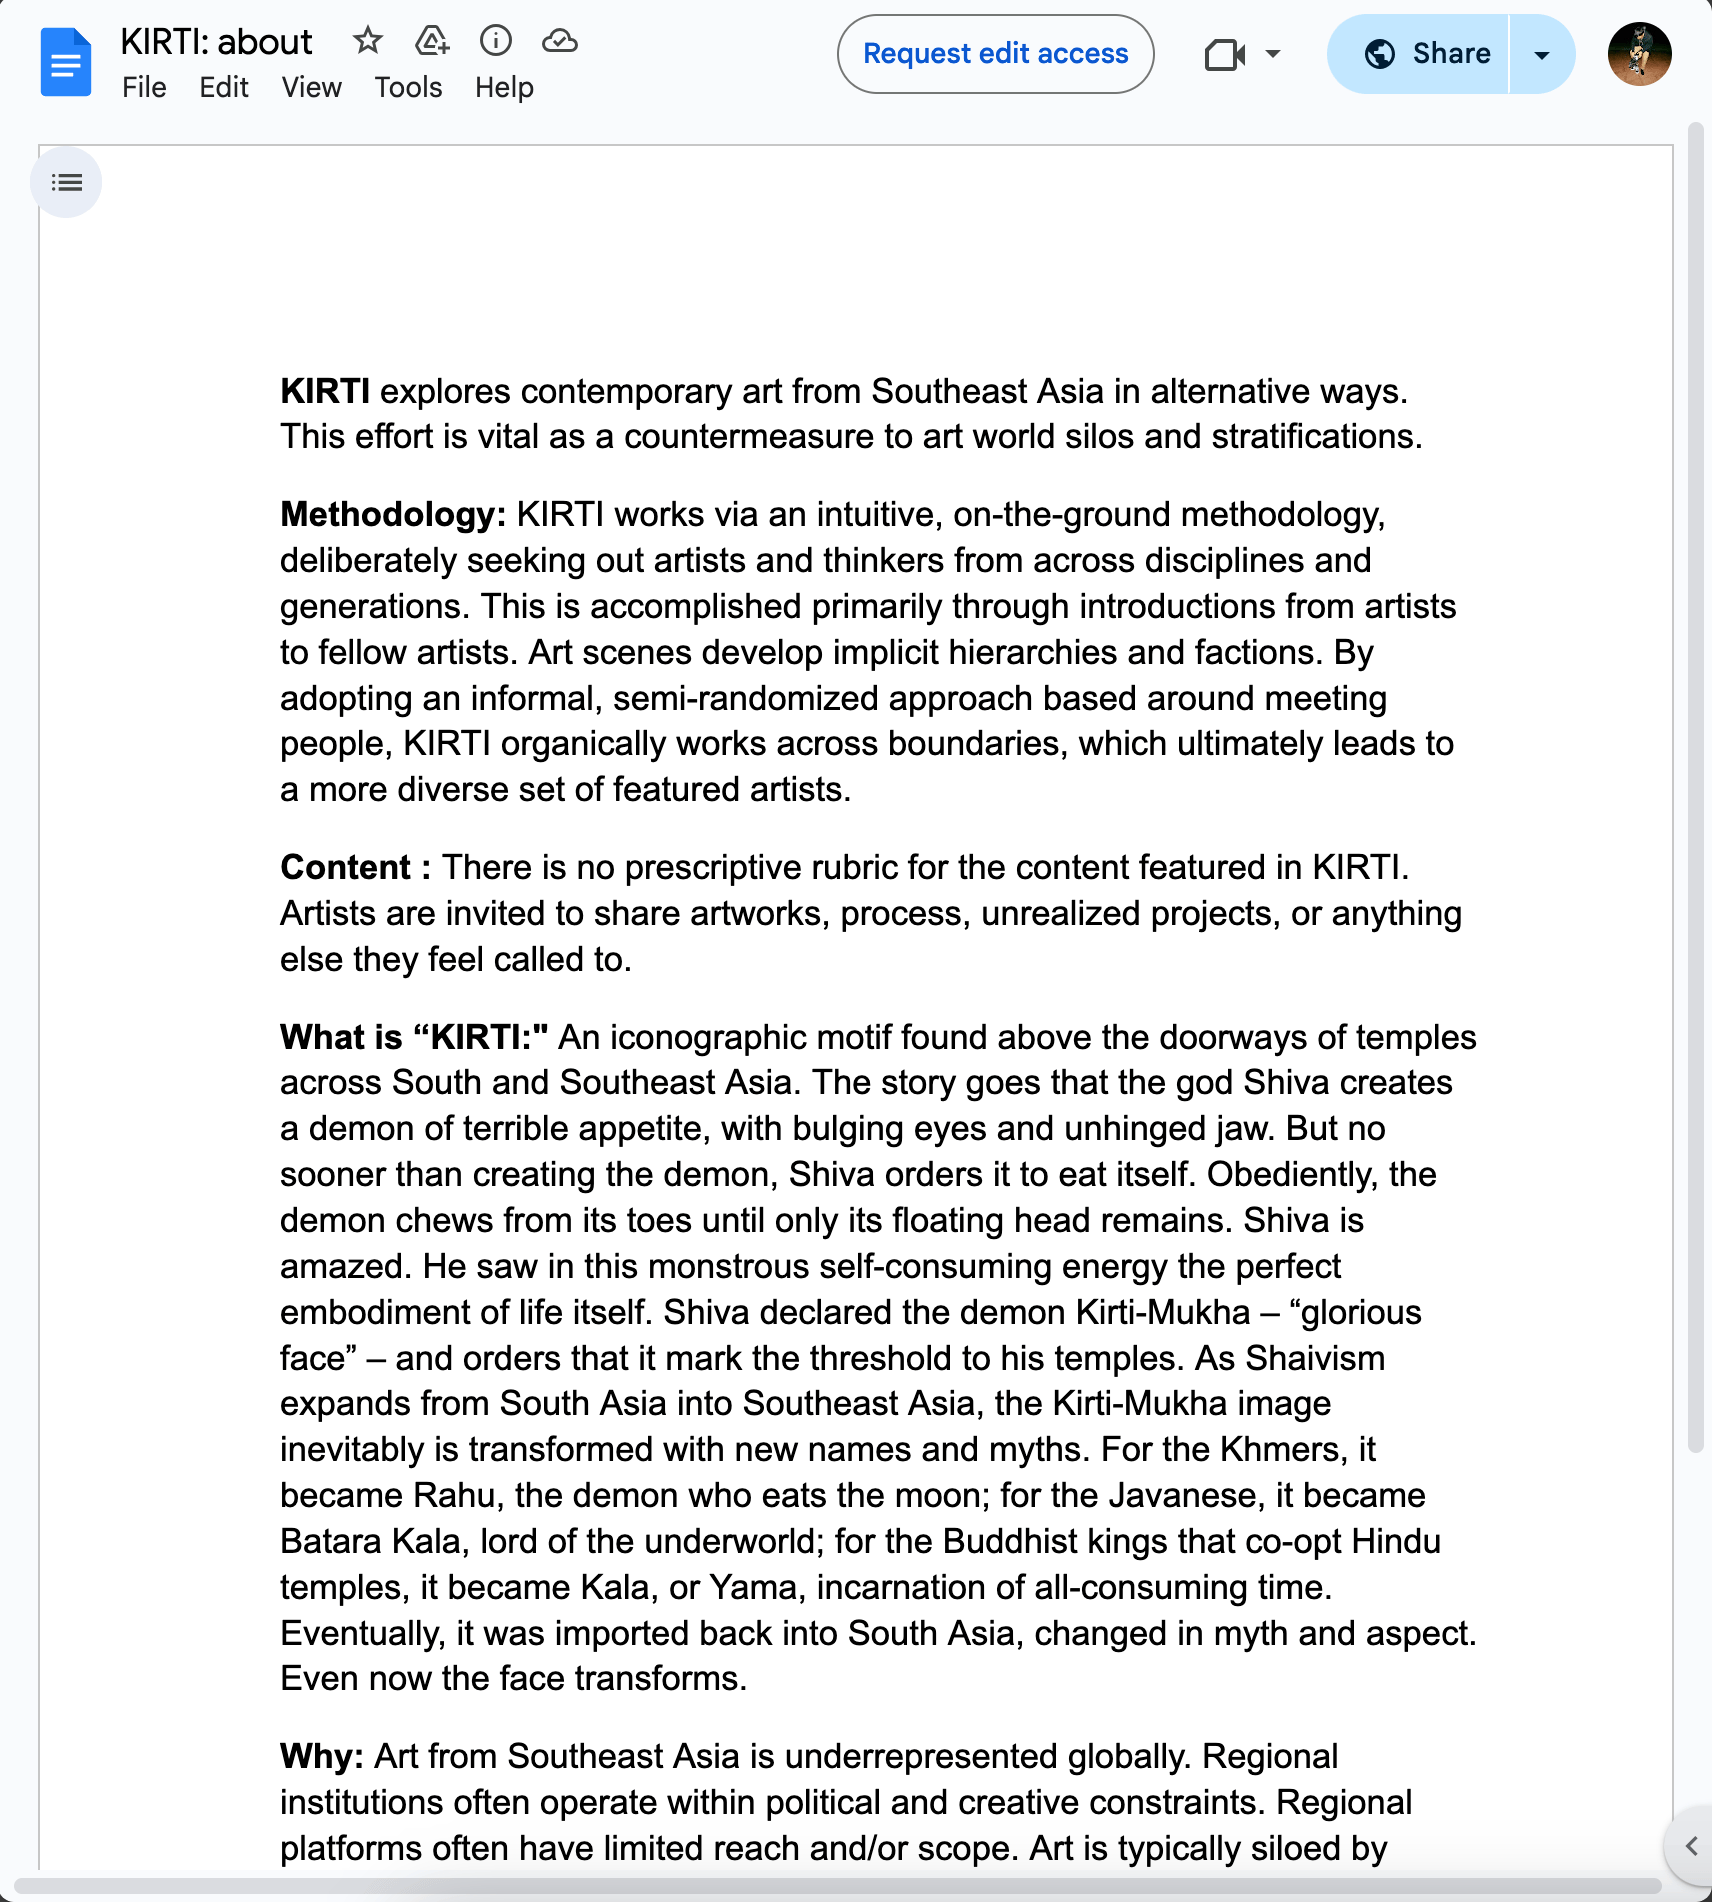 KIRTI: about
File Edit View Tools Help
Request edit access
Share
KIRTI explores contemporary art from Southeast Asia in alternative ways.
This effort is vital as a countermeasure to art world silos and stratifications.
Methodology: KIRTI works via an intuitive, on-the-ground methodology,
deliberately seeking out artists and thinkers from across disciplines and
generations. This is accomplished primarily through introductions from artists
to fellow artists. Art scenes develop implicit hierarchies and factions. By
adopting an informal, semi-randomized approach based around meeting
people, KIRTI organically works across boundaries, which ultimately leads to
a more diverse set of featured artists.
Content : There is no prescriptive rubric for the content featured in KIRTI.
Artists are invited to share artworks, process, unrealized projects, or anything
else they feel called to.
What is “KIRTI:" An iconographic motif found above the doorways of temples
across South and Southeast Asia. The story goes that the god Shiva creates
a demon of terrible appetite, with bulging eyes and unhinged jaw. But no
sooner than creating the demon, Shiva orders it to eat itself. Obediently, the
demon chews from its toes until only its floating head remains. Shiva is
amazed. He saw in this monstrous self-consuming energy the perfect
embodiment of life itself. Shiva declared the demon Kirti-Mukha – “glorious
face” – and orders that it mark the threshold to his temples. As Shaivism
expands from South Asia into Southeast Asia, the Kirti-Mukha image
inevitably is transformed with new names and myths. For the Khmers, it
became Rahu, the demon who eats the moon; for the Javanese, it became
Batara Kala, lord of the underworld; for the Buddhist kings that co-opt Hindu
temples, it became Kala, or Yama, incarnation of all-consuming time.
Eventually, it was imported back into South Asia, changed in myth and aspect.
Even now the face transforms.
Why: Art from Southeast Asia is underrepresented globally. Regional
institutions often operate within political and creative constraints. Regional
platforms often have limited reach and/or scope. Art is typically siloed by